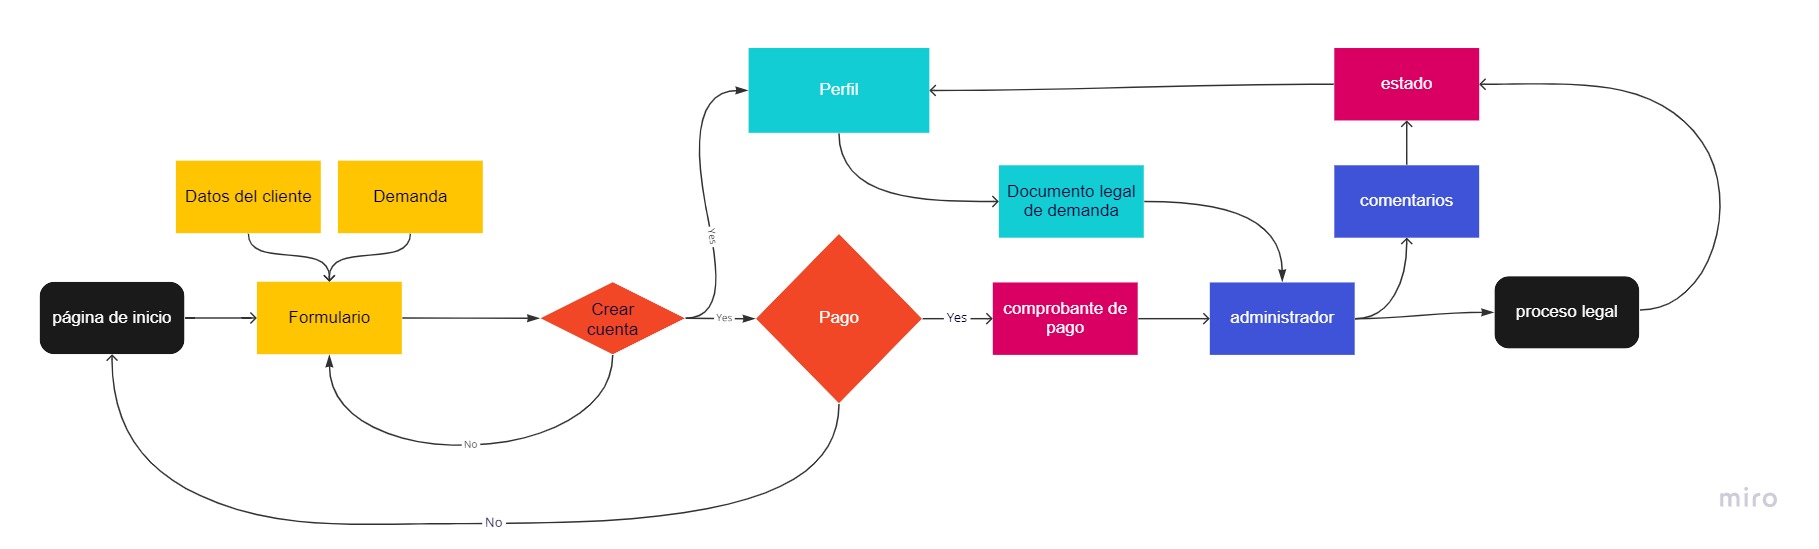 Perfil
estado
Datos del cliente
Demanda
Documento legal
de demanda
comentarios
Yes
página de inicio
Formulario
Crear
cuenta
Yes
Pago
Yes
comprobante de
pago
administrador
proceso legal
No
No
miro